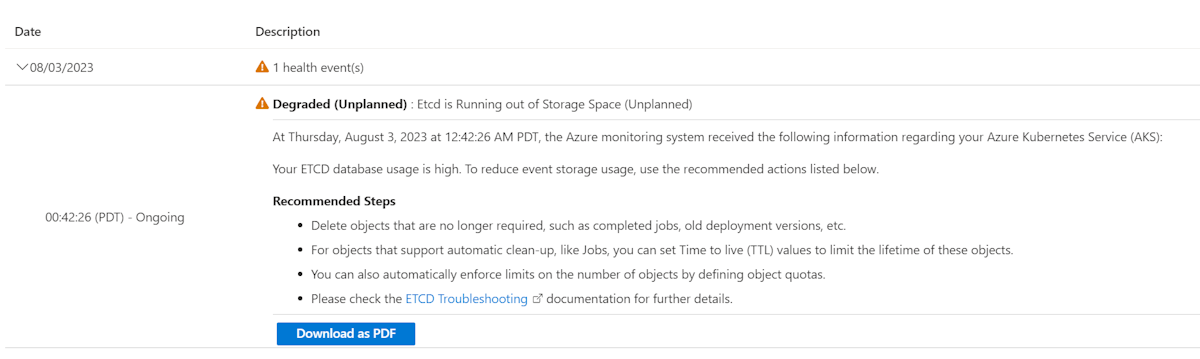 Date Description
08/03/2023 1 health event(s)
Degraded (Unplanned) : Etcd is Running out of Storage Space (Unplanned)
At Thursday, August 3, 2023 at 12:42:26 AM PDT, the Azure monitoring system received the following information regarding your Azure Kubernetes Service (AKS):
Your ETCD database usage is high. To reduce event storage usage, use the recommended actions listed below.
Recommended Steps
00:42:26 (PDT) - Ongoing
• Delete objects that are no longer required, such as completed jobs, old deployment versions, etc.
• For objects that support automatic clean-up, like Jobs, you can set Time to live (TTL) values to limit the lifetime of these objects.
• You can also automatically enforce limits on the number of objects by defining object quotas.
• Please check the ETCD Troubleshooting documentation for further details.
Download as PDF